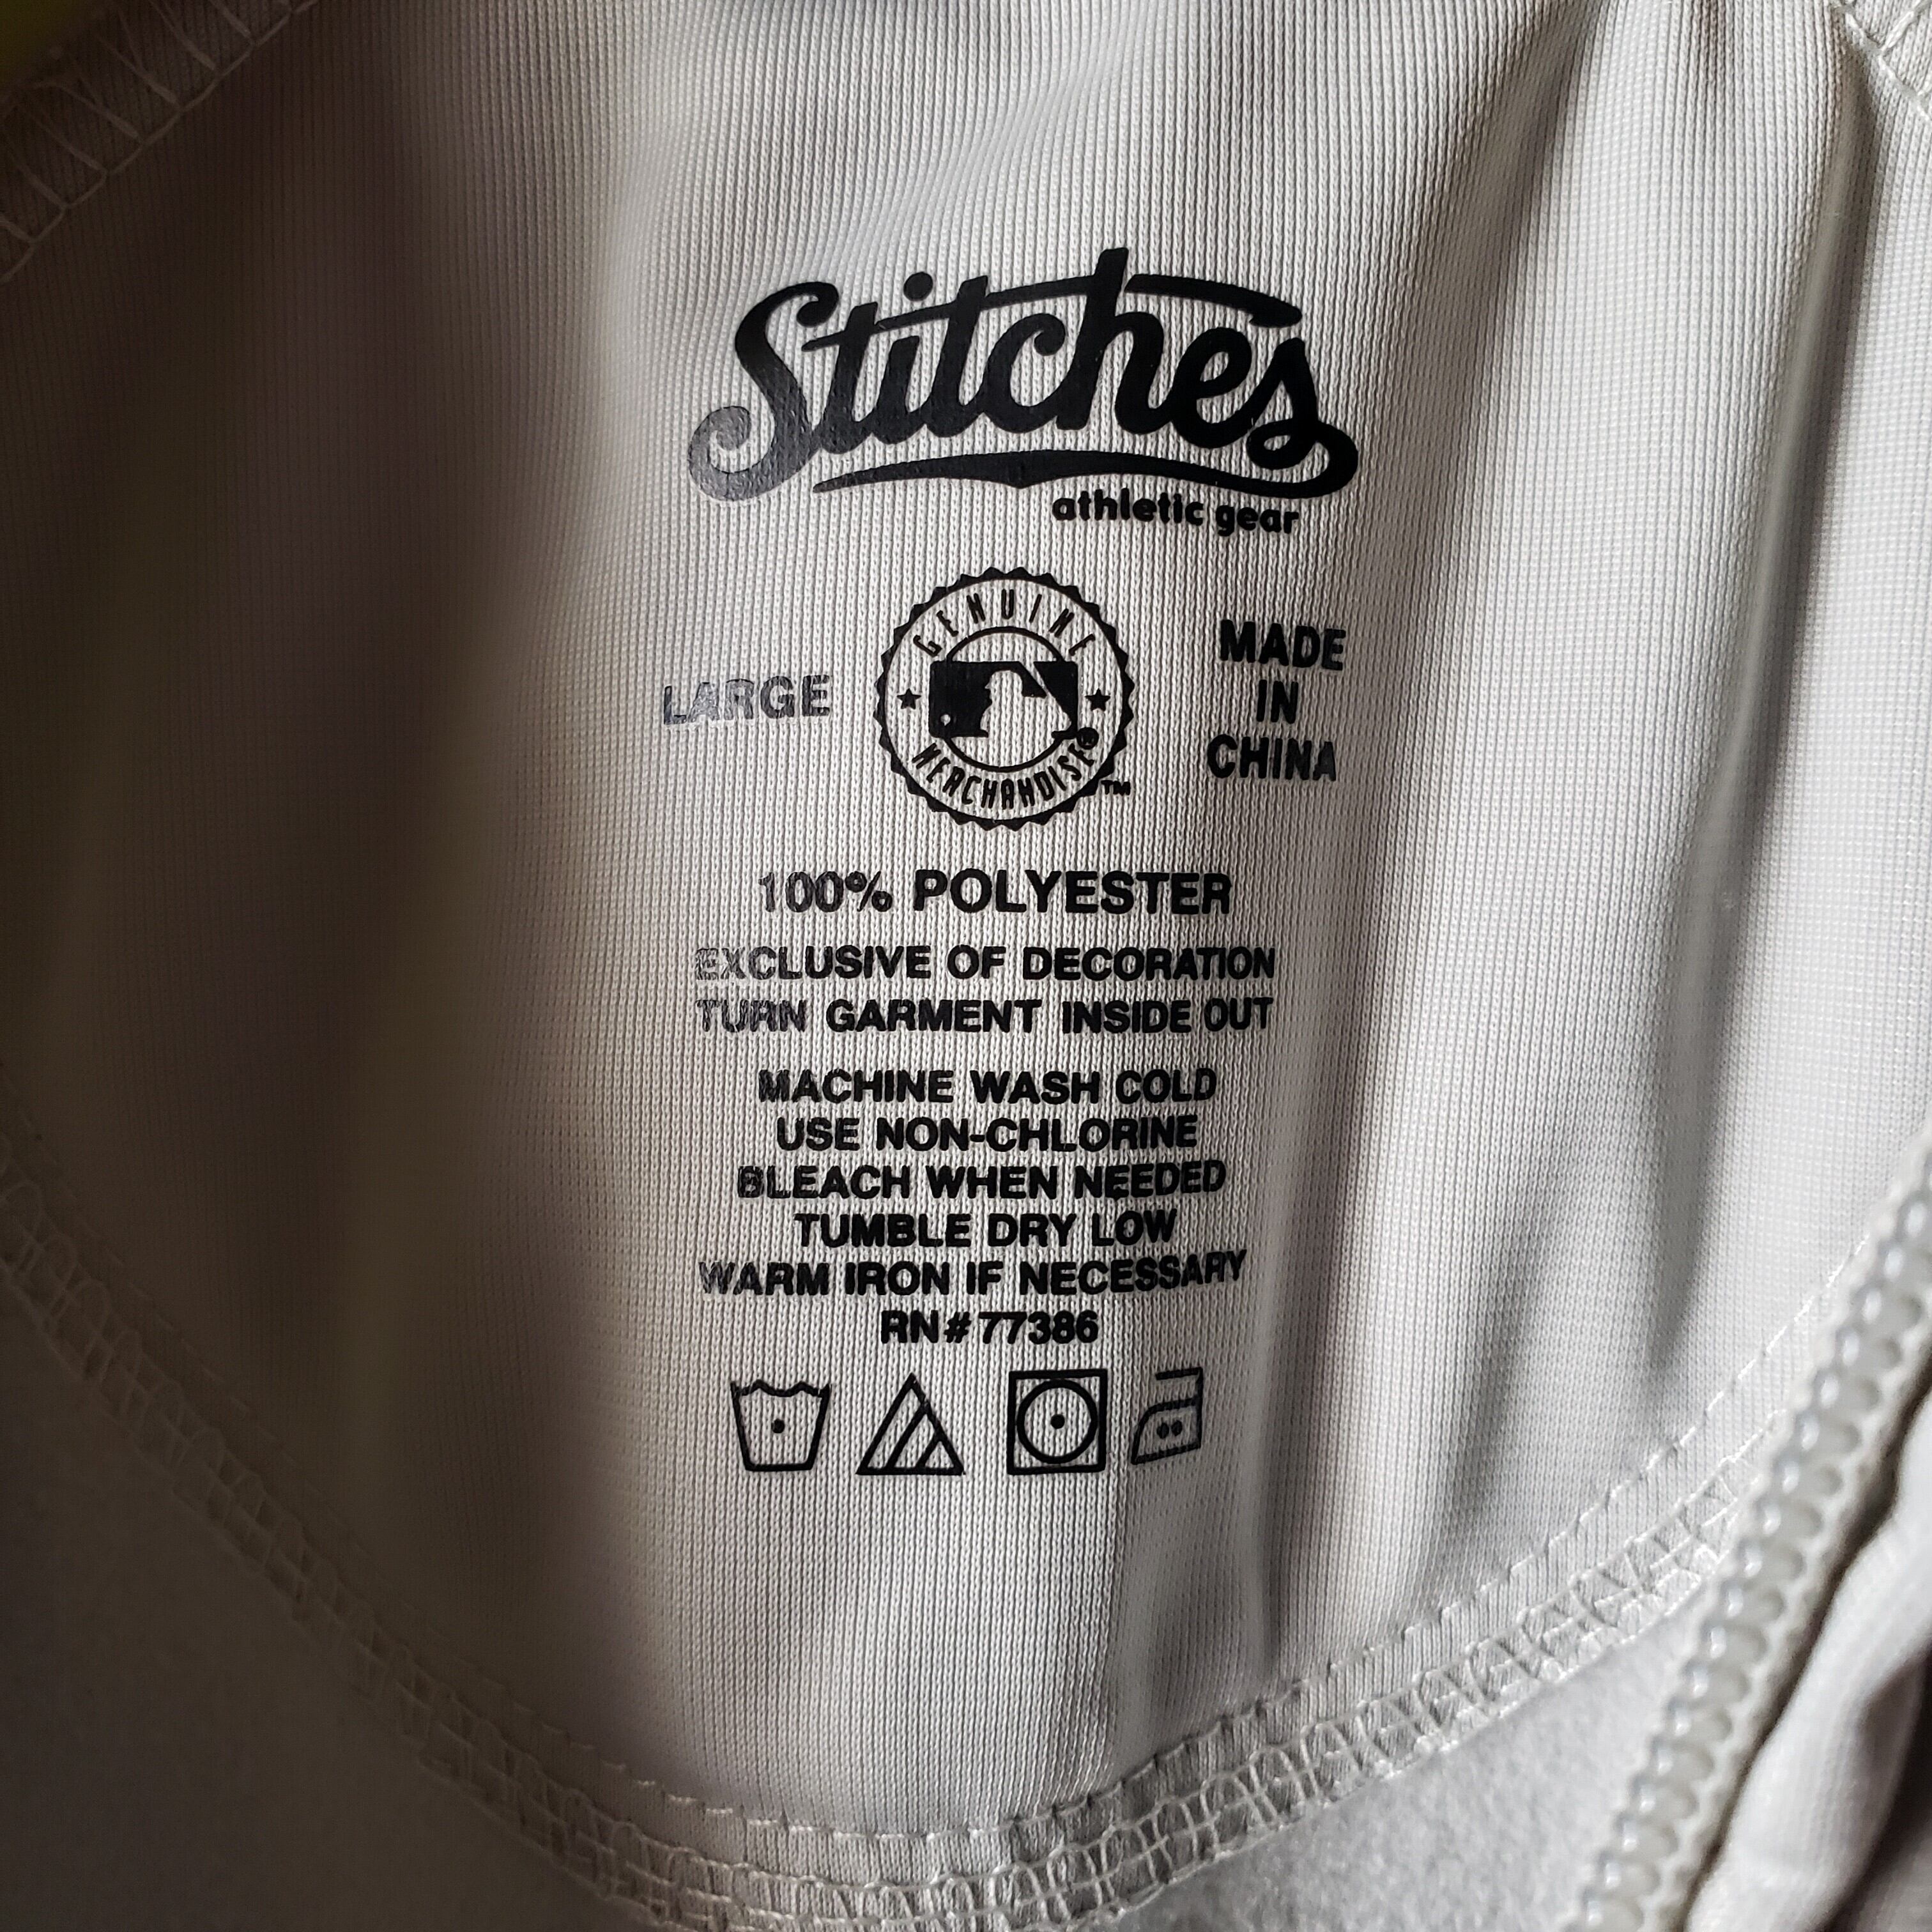 Stitches
athletic gear
LARGE
GENUINE
MERCHANDISE
®
TM
MADE
IN
CHINA
100% POLYESTER
EXCLUSIVE OF DECORATION
TURN GARMENT INSIDE OUT
MACHINE WASH COLD
USE NON-CHLORINE
BLEACH WHEN NEEDED
TUMBLE DRY LOW
WARM IRON IF NECESSARY
RN# 77386